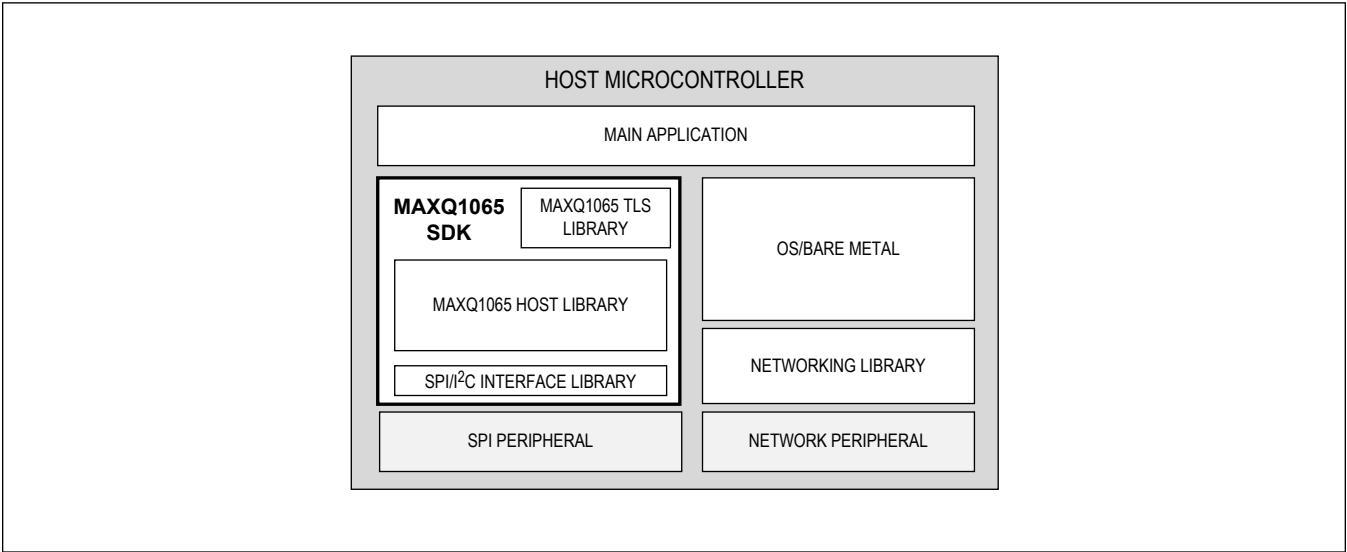 HOST MICROCONTROLLER
MAIN APPLICATION
MAXQ1065
SDK
MAXQ1065 TLS
LIBRARY
MAXQ1065 HOST LIBRARY
SPI/I²C INTERFACE LIBRARY
SPI PERIPHERAL
OS/BARE METAL
NETWORKING LIBRARY
NETWORK PERIPHERAL